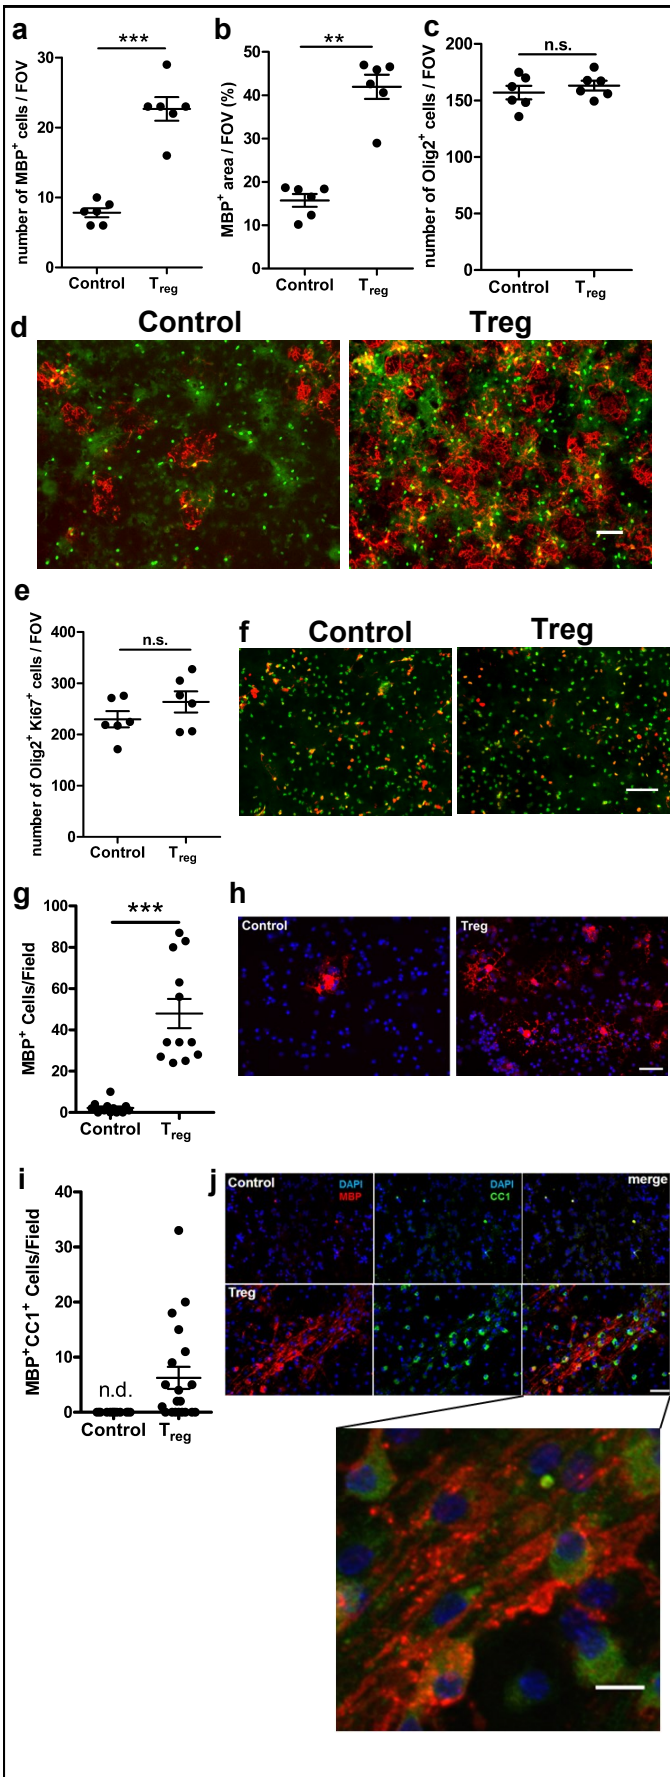 a
number of MBP+ cells / FOV
30
20
10
0
***
Control
Treg
b
MBP+ area / FOV (%)
50
40
30
20
10
0
**
Control
Treg
c
number of Olig2+ cells / FOV
200
150
100
50
0
n.s.
Control
Treg
d
Control
Treg
e
number of Olig2+ Ki67+ cells / FOV
400
300
200
100
0
n.s.
Control
Treg
f
Control
Treg
g
MBP+ Cells/Field
100
80
60
40
20
0
***
Control
Treg
h
Control
Treg
i
MBP+CC1+ Cells/Field
40
30
20
10
0
n.d.
Control
Treg
j
Control
DAPI
MBP
DAPI
CC1
merge
Treg